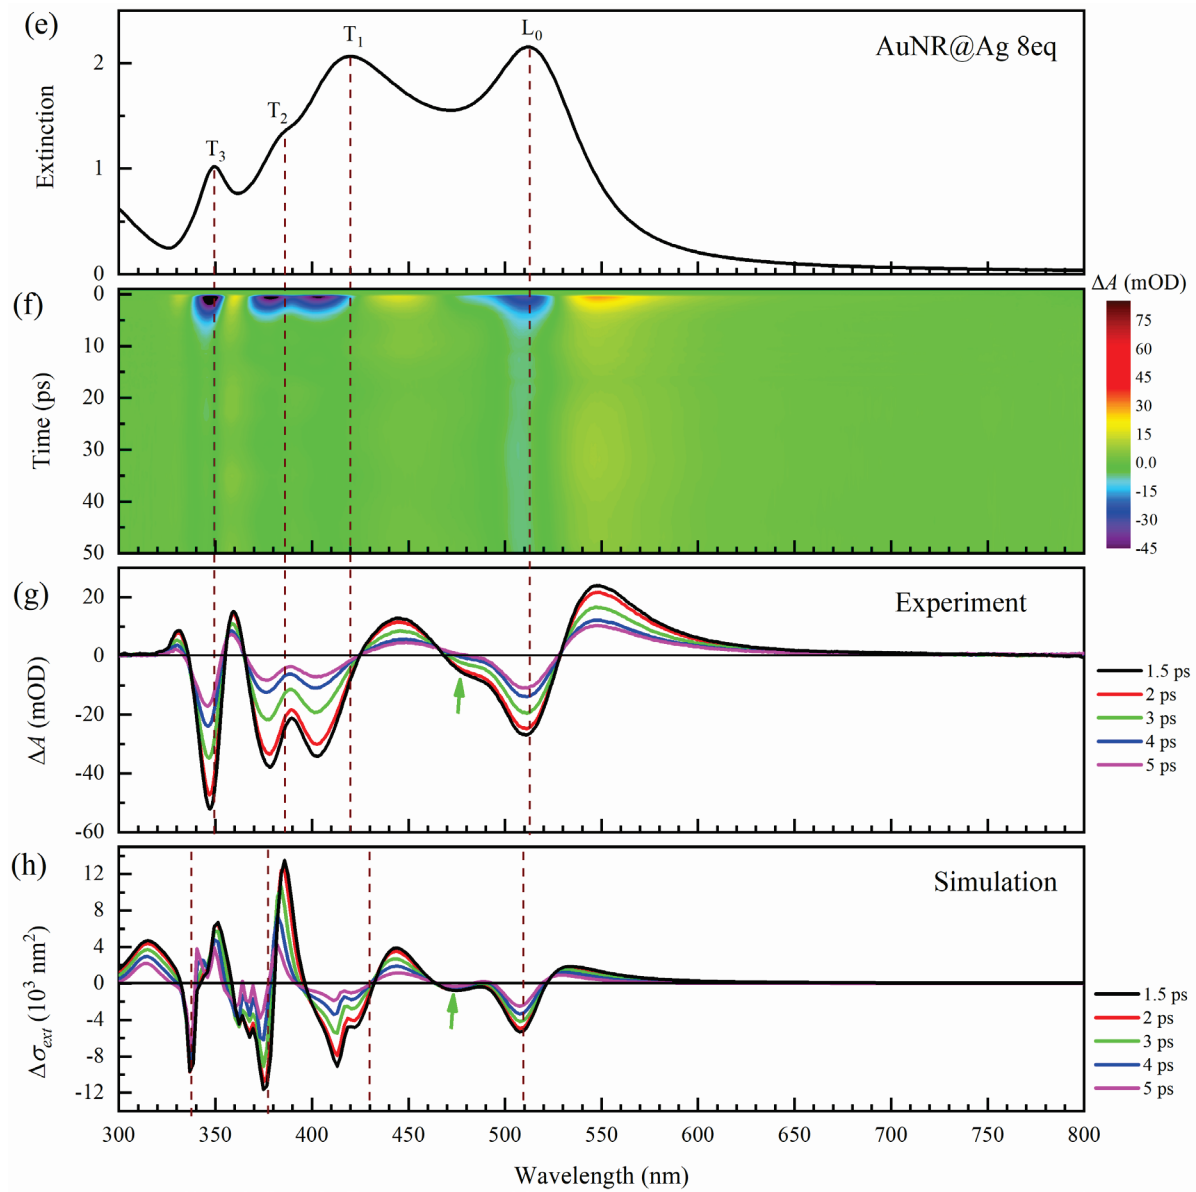 (e)
AuNR@Ag 8eq
T3
T2
T1
L0
Extinction
2
1
0
(f)
ΔA (mOD)
Time (ps)
0
10
20
30
40
50
75
60
45
30
15
0.0
-15
-30
-45
(g)
Experiment
ΔA (mOD)
20
0
-20
-40
-60
1.5 ps
2 ps
3 ps
4 ps
5 ps
(h)
Simulation
Δσext (10³ nm²)
12
8
4
0
-4
-8
-12
1.5 ps
2 ps
3 ps
4 ps
5 ps
300 350 400 450 500 550 600 650 700 750 800
Wavelength (nm)